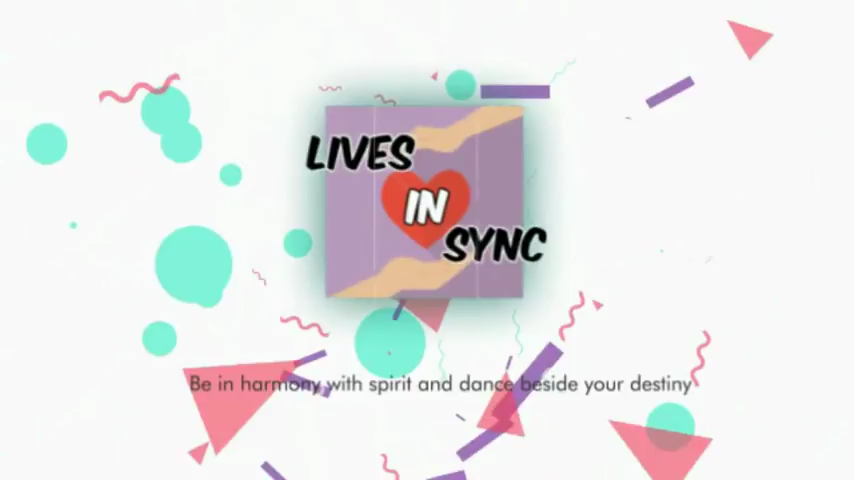 LIVES
IN
SYNC
Be in harmony with spirit and dance beside your destiny